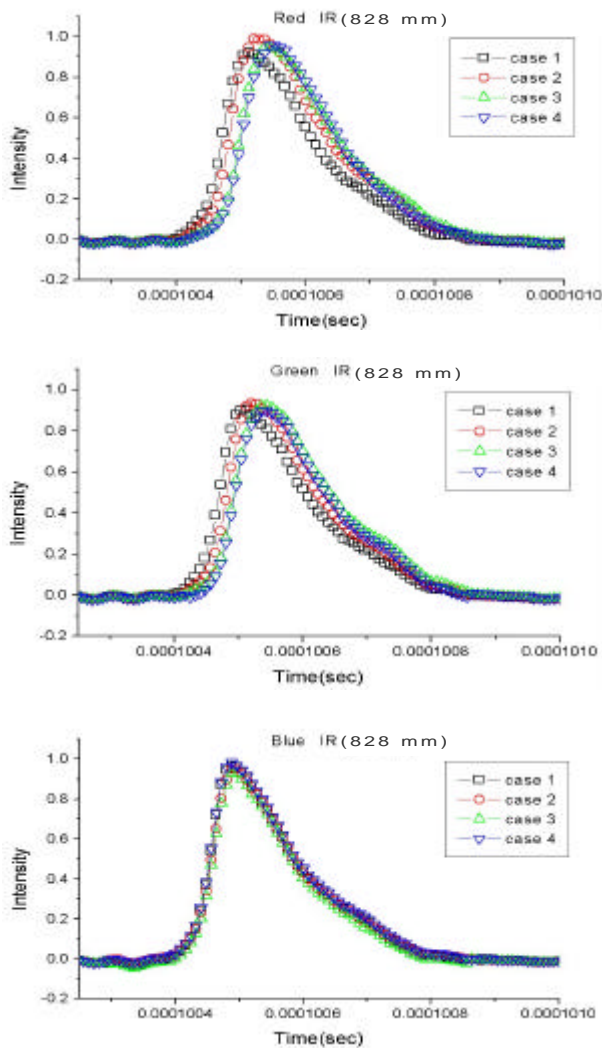 Red IR (828 mm)
1.0
0.8
0.6
0.4
0.2
0.0
-0.2
Intensity
case 1
case 2
case 3
case 4
0.0001004 0.0001006 0.0001006 0.0001010
Time(sec)
Green IR (828 mm)
1.0
0.8
0.6
0.4
0.2
0.0
-0.2
Intensity
case 1
case 2
case 3
case 4
0.0001004 0.0001006 0.0001008 0.0001010
Time(sec)
Blue IR (828 mm)
1.0
0.8
0.6
0.4
0.2
0.0
-0.2
Intensity
case 1
case 2
case 3
case 4
0.0001004 0.0001006 0.0001008 0.0001010
Time(sec)